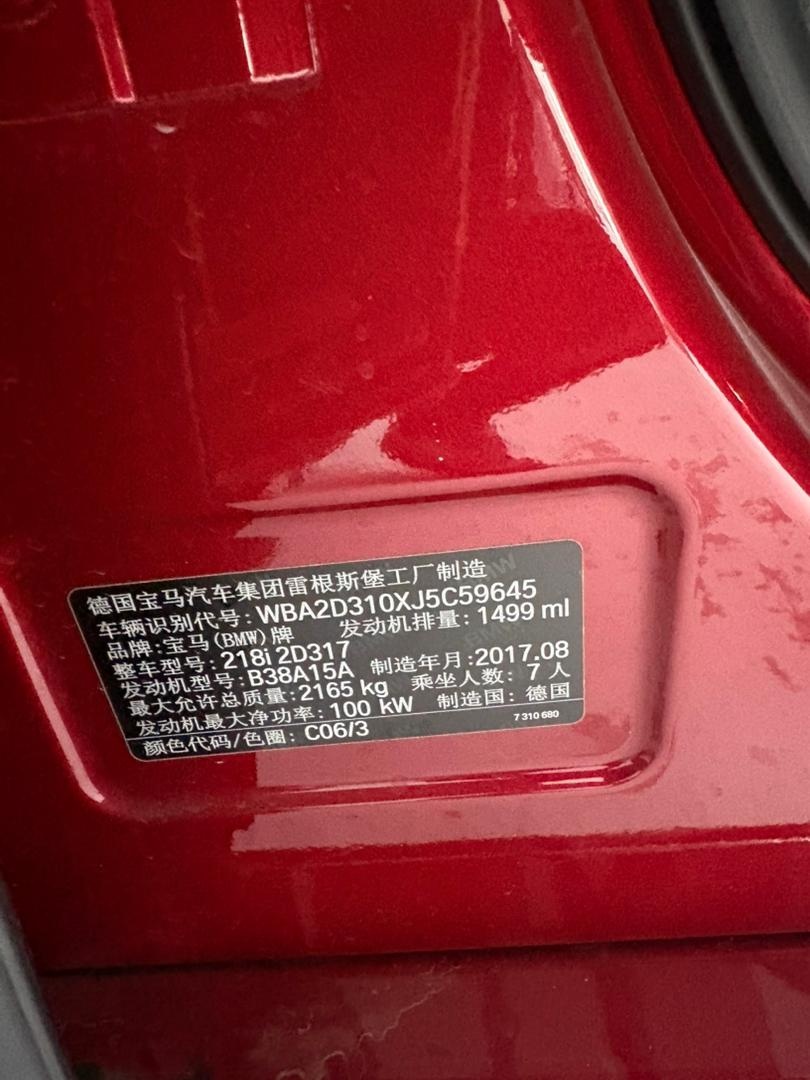 德国宝马汽车集团雷根斯堡工厂制造
车辆识别代号: WBA2D310XJ5C59645
品牌:宝马(BMW)牌 发动机排量: 1499 ml
整车型号: 218i 2D317
发动机型号: B38A15A 制造年月: 2017.08
最大允许总质量: 2165 kg 乘坐人数: 7 人
发动机最大净功率: 100 kW 制造国: 德国
颜色代码/色圈: C06/3 7 310 680